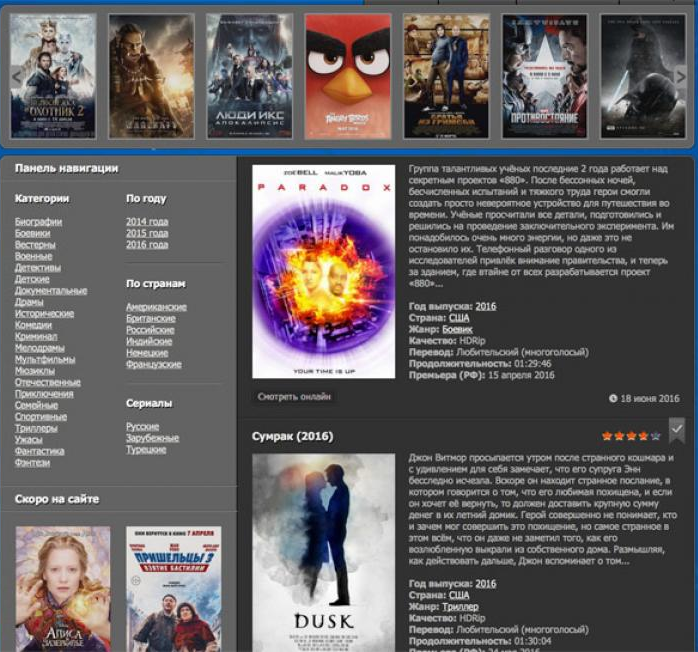 ОХОТНИК 2
ЛЮДИ ИКС
АПОКАЛИПСИС
ANGRY BIRDS
БРАТЬЯ
ИЗ ГРИМСБИ
ПРОТИВОСТОЯНИЕ
Панель навигации
Категории
Биографии
Боевики
Вестерны
Военные
Детективы
Детские
Документальные
Драмы
Исторические
Комедии
Криминал
Мелодрамы
Мультфильмы
Мюзиклы
Отечественные
Приключения
Семейные
Спортивные
Триллеры
Ужасы
Фантастика
Фэнтези
По году
2014 года
2015 года
2016 года
По странам
Американские
Британские
Российские
Индийские
Немецкие
Французские
Сериалы
Русские
Зарубежные
Турецкие
Скоро на сайте
АЛИСА
В ЗАЗЕРКАЛЬЕ
ОНИ ВЕРНУТСЯ В КИНО 7 АПРЕЛЯ
ПРИШЕЛЬЦЫ 3
ВЗЯТИЕ БАСТИЛИИ
ZOË BELL MALIK YOBA
PARADOX
YOUR TIME IS UP
Группа талантливых учёных последние 2 года работает над
секретным проектов «880». После бессонных ночей,
бесчисленных испытаний и тяжкого труда герои смогли
создать просто невероятное устройство для путешествия во
времени. Учёные просчитали все детали, подготовились и
решились на проведение заключительного эксперимента. Им
понадобилось очень много энергии, но даже это не
остановило их. Телефонный разговор одного из
исследователей привлёк внимание правительства, и теперь
за зданием, где втайне от всех разрабатывается проект
«880»...
Год выпуска: 2016
Страна: США
Жанр: Боевик
Качество: HDRip
Перевод: Любительский (многоголосый)
Продолжительность: 01:29:46
Премьера (РФ): 15 апреля 2016
Смотреть онлайн
18 июня 2016
Сумрак (2016)
DUSK
Джон Витмор просыпается утром после странного кошмара и
с удивлением для себя замечает, что его супруга Энн
бесследно исчезла. Вскоре он находит странное послание, в
котором говорится о том, что его любимая похищена, и если
он хочет её вернуть, то должен доставить крупную сумму
денег в их летний домик. Герой совершенно не понимает, кто
и зачем мог совершить это похищение, но самое странное в
этом всём, что он даже не заметил того, как его
возлюбленную выкрали из собственного дома. Размышляя,
как действовать дальше, Джон вспоминает о том...
Год выпуска: 2016
Страна: США
Жанр: Триллер
Качество: HDRip
Перевод: Любительский (многоголосый)
Продолжительность: 01:30:04